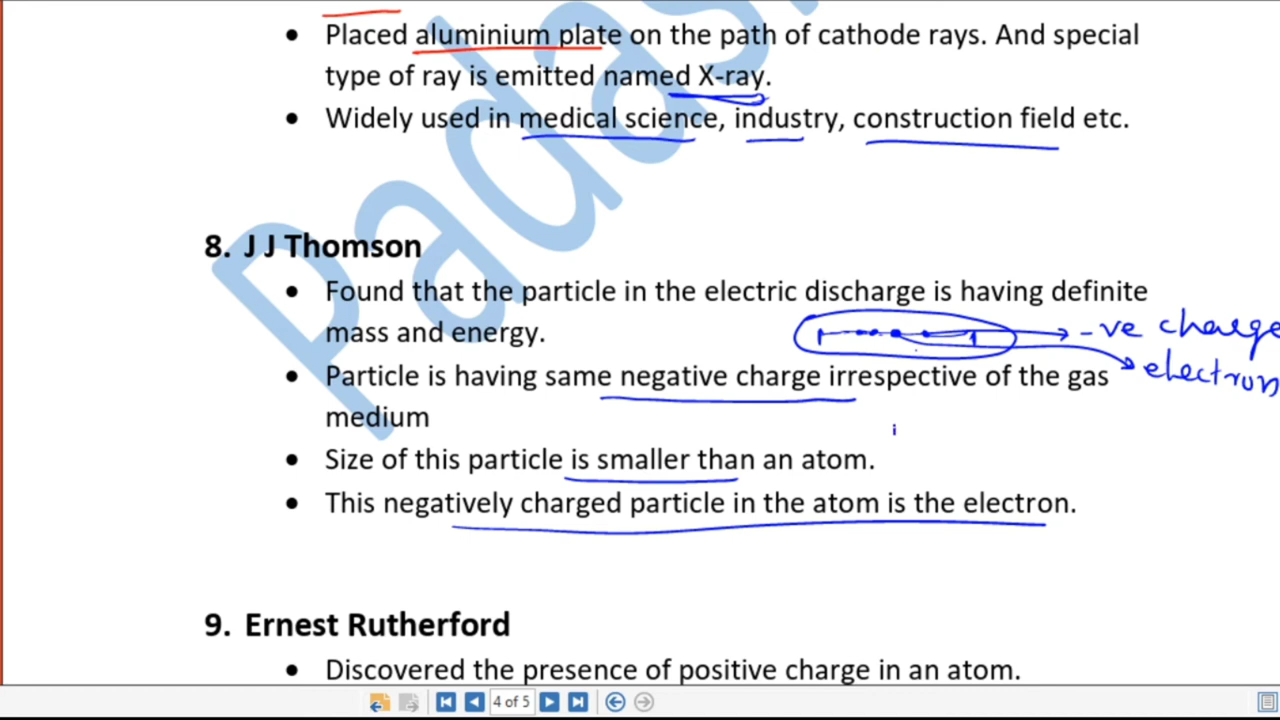 • Placed aluminium plate on the path of cathode rays. And special
type of ray is emitted named X-ray.
• Widely used in medical science, industry, construction field etc.
8. J J Thomson
• Found that the particle in the electric discharge is having definite
mass and energy.
-ve charge
• Particle is having same negative charge irrespective of the gas
electron
medium
• Size of this particle is smaller than an atom.
• This negatively charged particle in the atom is the electron.
9. Ernest Rutherford
• Discovered the presence of positive charge in an atom.
4 of 5